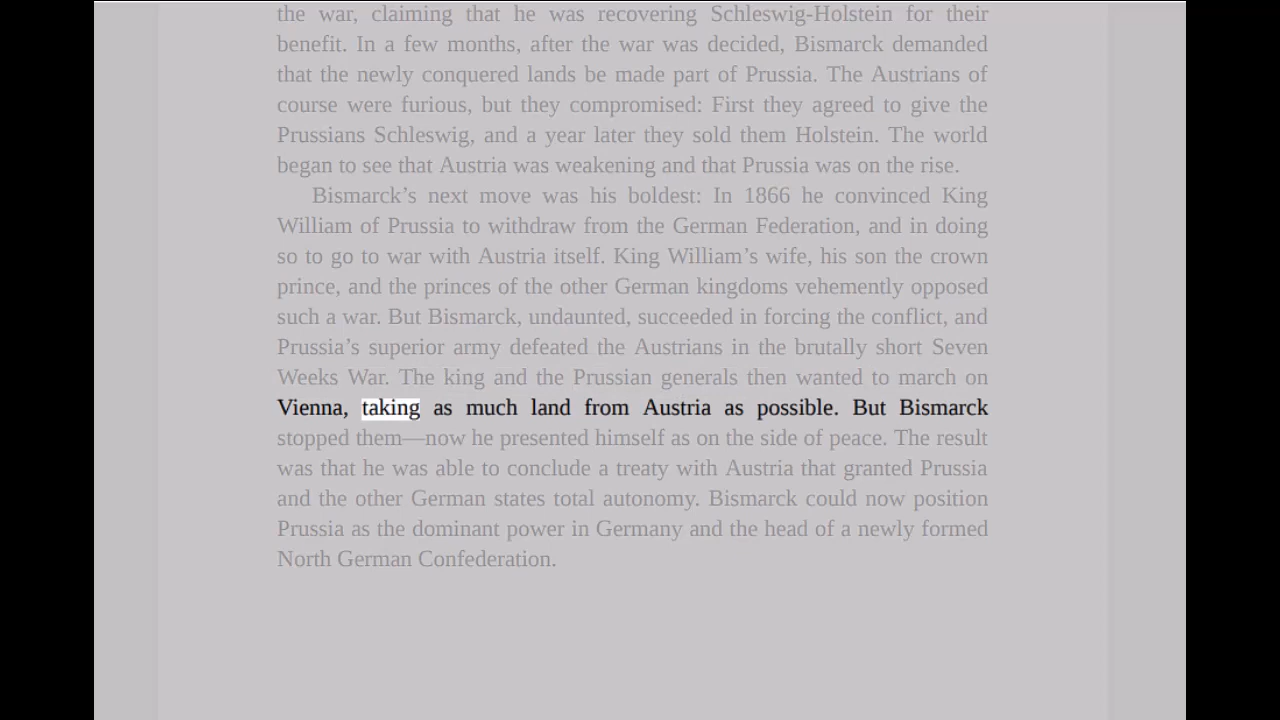 the war, claiming that he was recovering Schleswig-Holstein for their
benefit. In a few months, after the war was decided, Bismarck demanded
that the newly conquered lands be made part of Prussia. The Austrians of
course were furious, but they compromised: First they agreed to give the
Prussians Schleswig, and a year later they sold them Holstein. The world
began to see that Austria was weakening and that Prussia was on the rise.
Bismarck’s next move was his boldest: In 1866 he convinced King
William of Prussia to withdraw from the German Federation, and in doing
so to go to war with Austria itself. King William’s wife, his son the crown
prince, and the princes of the other German kingdoms vehemently opposed
such a war. But Bismarck, undaunted, succeeded in forcing the conflict, and
Prussia’s superior army defeated the Austrians in the brutally short Seven
Weeks War. The king and the Prussian generals then wanted to march on
Vienna, taking as much land from Austria as possible. But Bismarck
stopped them—now he presented himself as on the side of peace. The result
was that he was able to conclude a treaty with Austria that granted Prussia
and the other German states total autonomy. Bismarck could now position
Prussia as the dominant power in Germany and the head of a newly formed
North German Confederation.